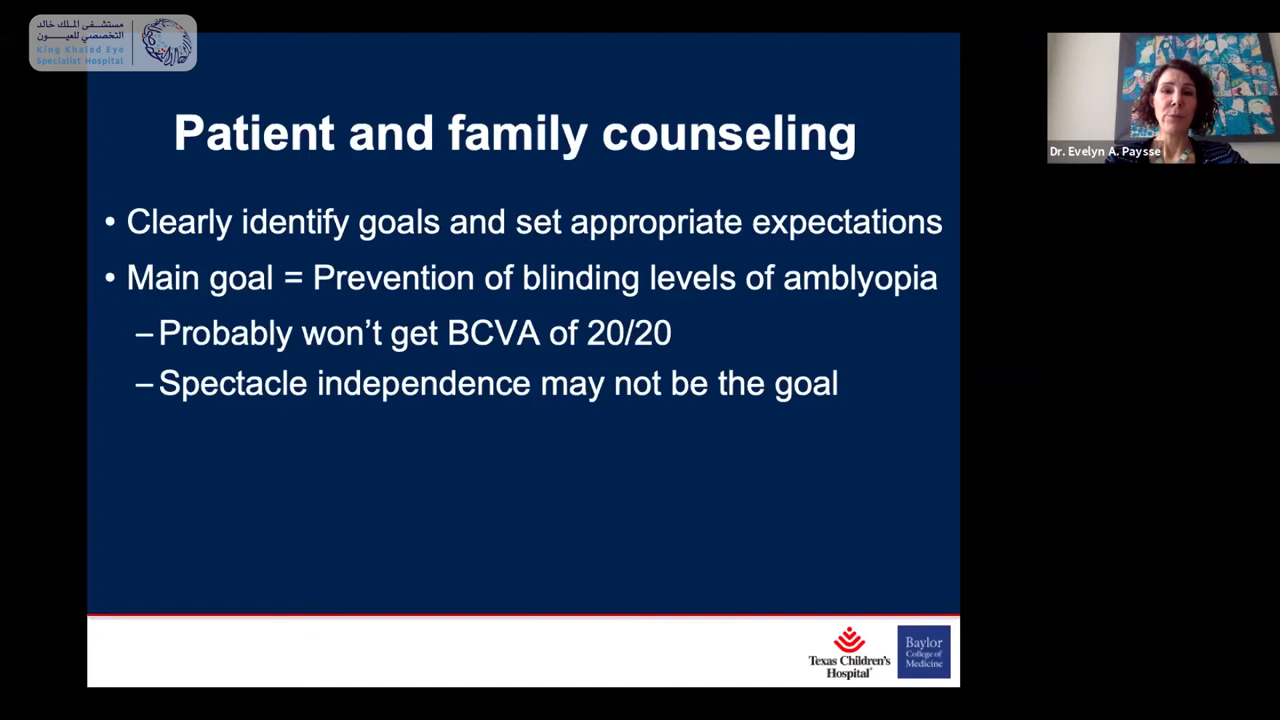 مستشفى الملك خالد
التخصصي للعيون
King Khaled Eye
Specialist Hospital
Patient and family counseling
• Clearly identify goals and set appropriate expectations
• Main goal = Prevention of blinding levels of amblyopia
–Probably won’t get BCVA of 20/20
–Spectacle independence may not be the goal
Dr. Evelyn A. Paysse
Texas Children's
Hospital
Baylor
College of
Medicine